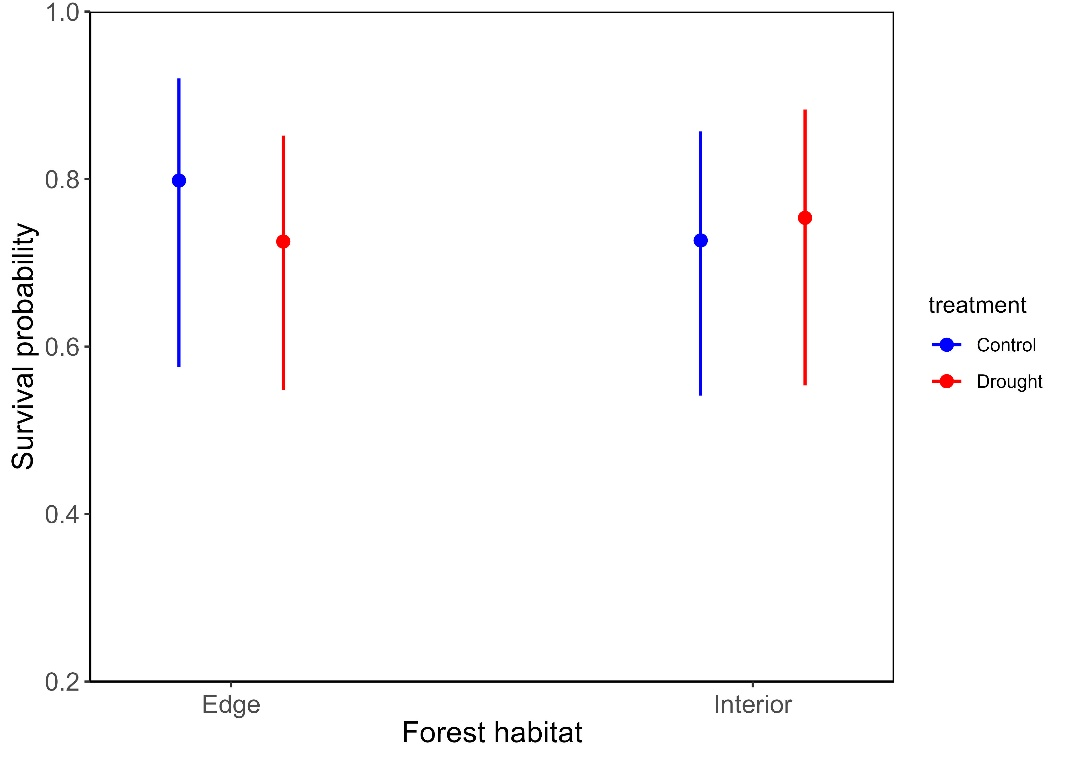 1.0
0.8
0.6
0.4
0.2
Survival probability
Edge
Interior
Forest habitat
treatment
Control
Drought